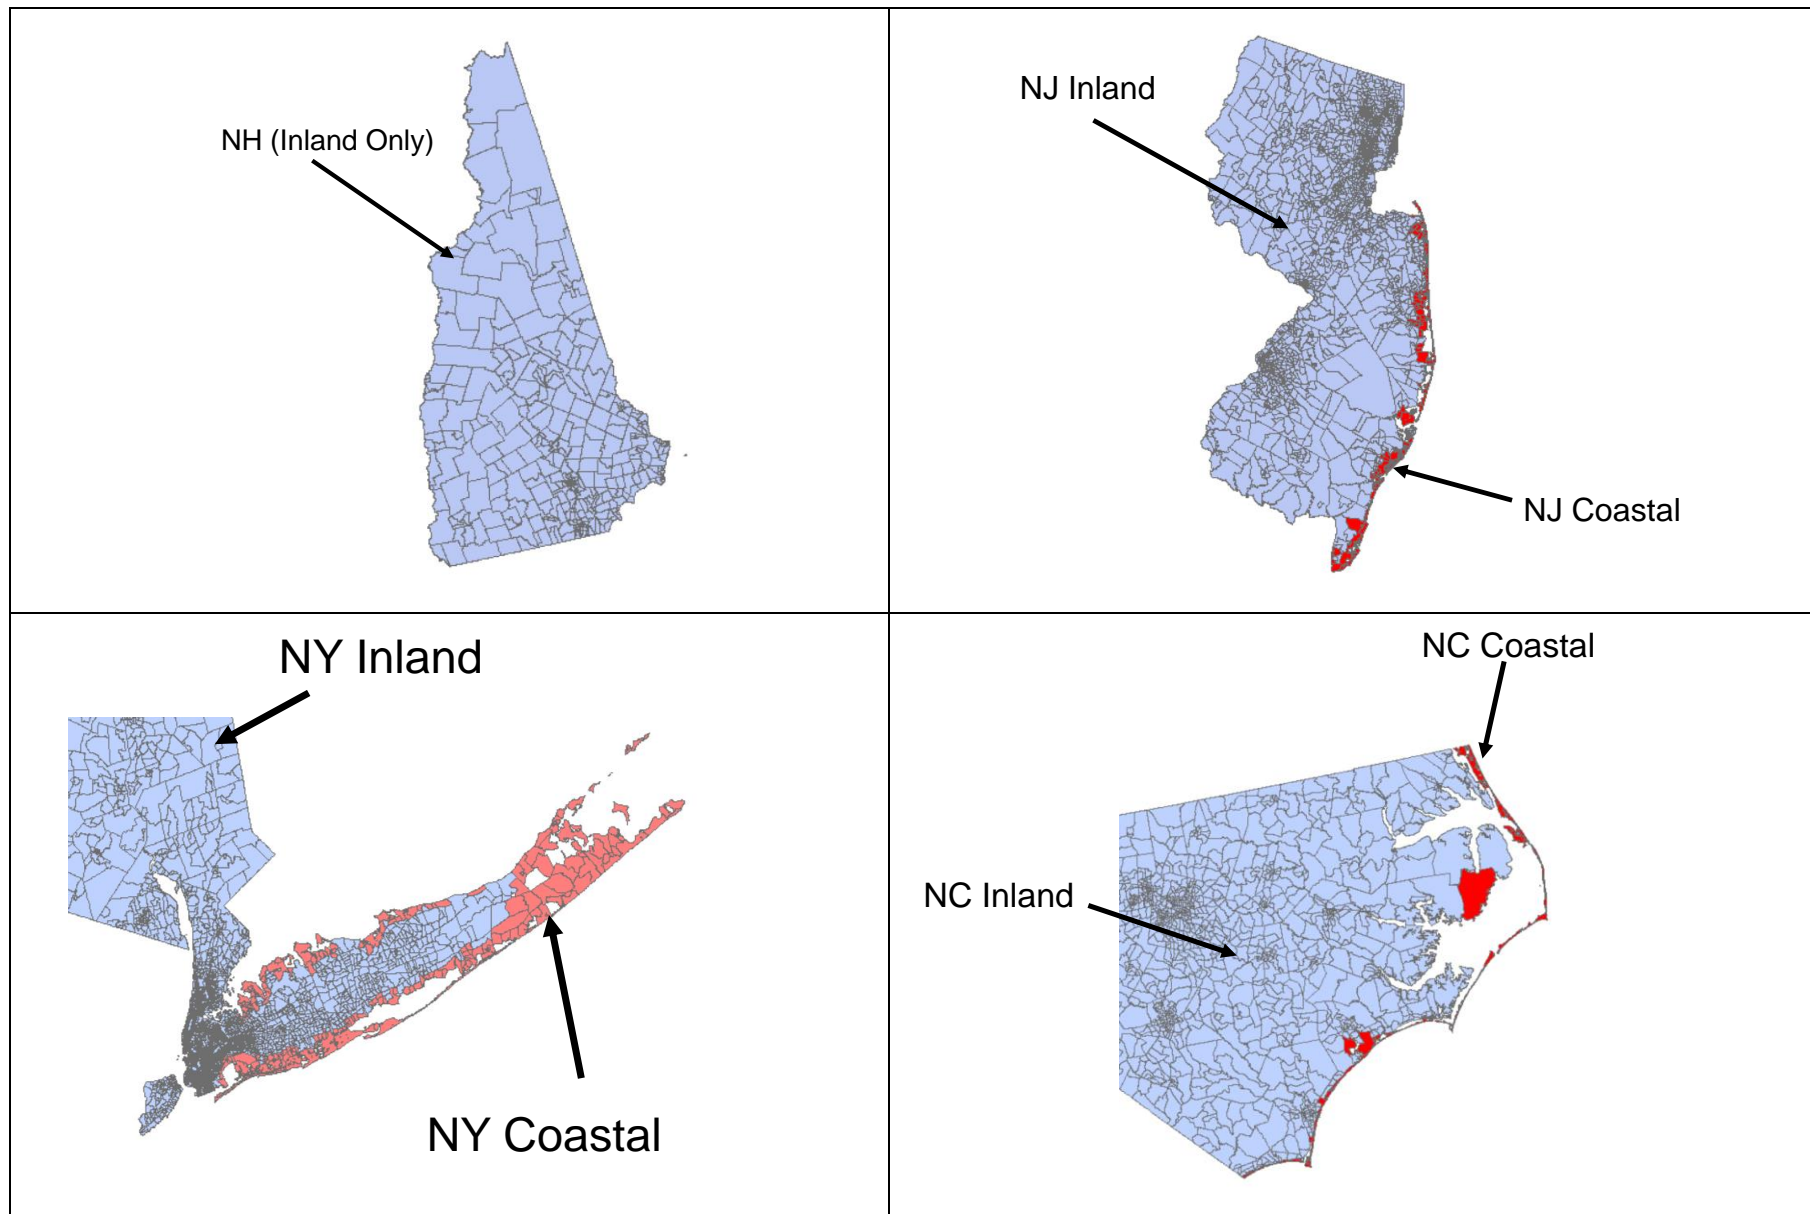 NH (Inland Only)
NJ Inland
NJ Coastal
NY Inland
NY Coastal
NC Coastal
NC Inland